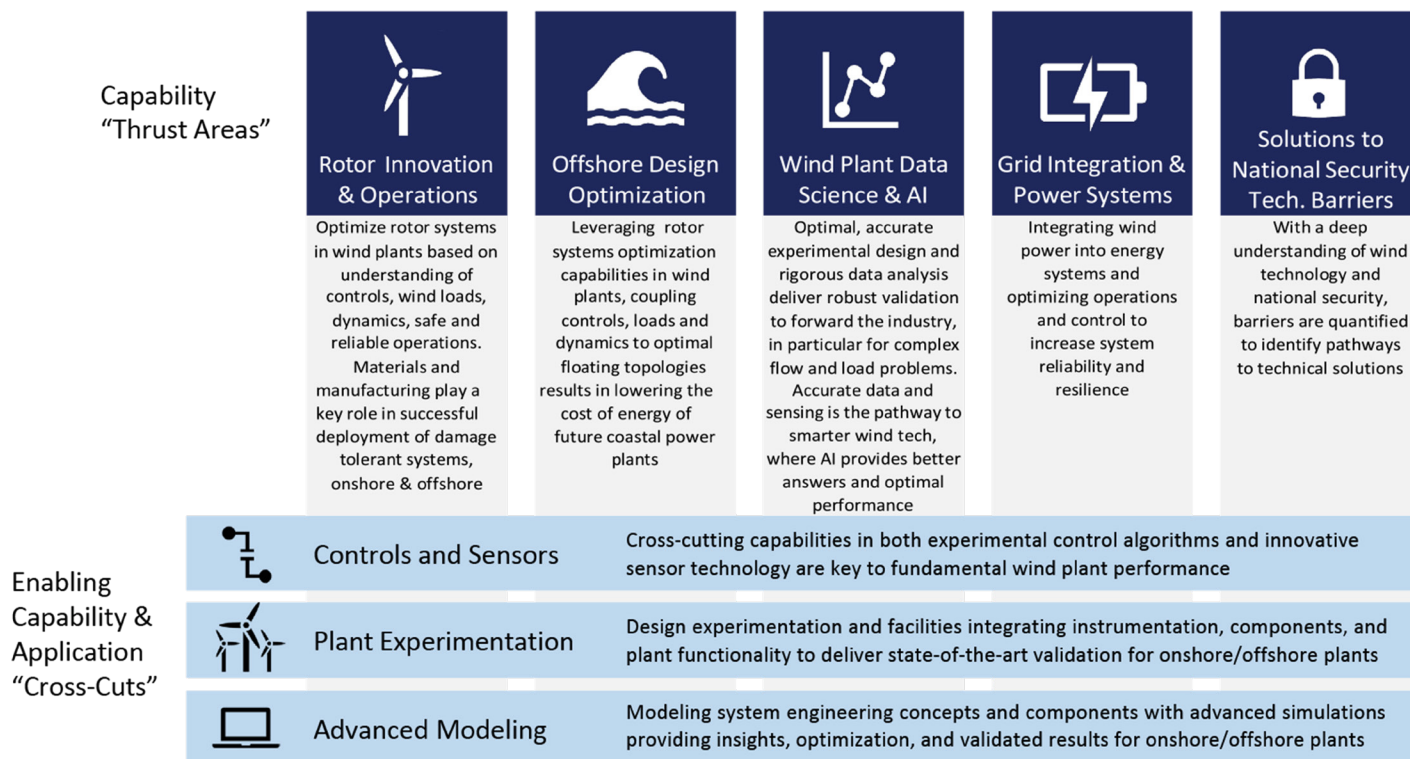 Capability
“Thrust Areas”
Rotor Innovation
& Operations
Optimize rotor systems
in wind plants based on
understanding of
controls, wind loads,
dynamics, safe and
reliable operations.
Materials and
manufacturing play a
key role in successful
deployment of damage
tolerant systems,
onshore & offshore
Offshore Design
Optimization
Leveraging rotor
systems optimization
capabilities in wind
plants, coupling
controls, loads and
dynamics to optimal
floating topologies
results in lowering the
cost of energy of
future coastal power
plants
Wind Plant Data
Science & AI
Optimal, accurate
experimental design and
rigorous data analysis
deliver robust validation
to forward the industry,
in particular for complex
flow and load problems.
Accurate data and
sensing is the pathway to
smarter wind tech,
where AI provides better
answers and optimal
performance
Grid Integration &
Power Systems
Integrating wind
power into energy
systems and
optimizing operations
and control to
increase system
reliability and
resilience
Solutions to
National Security
Tech. Barriers
With a deep
understanding of wind
technology and
national security,
barriers are quantified
to identify pathways
to technical solutions
Enabling
Capability &
Application
“Cross-Cuts”
Controls and Sensors
Cross-cutting capabilities in both experimental control algorithms and innovative
sensor technology are key to fundamental wind plant performance
Plant Experimentation
Design experimentation and facilities integrating instrumentation, components, and
plant functionality to deliver state-of-the-art validation for onshore/offshore plants
Advanced Modeling
Modeling system engineering concepts and components with advanced simulations
providing insights, optimization, and validated results for onshore/offshore plants